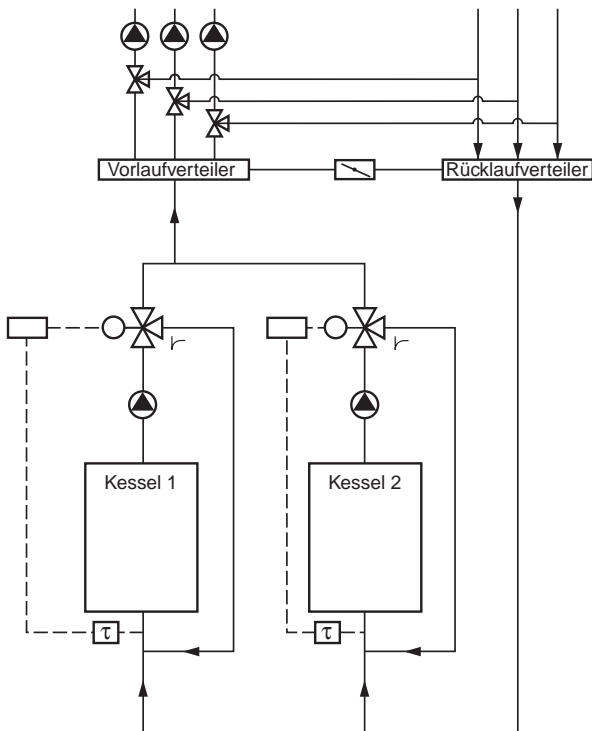 Vorlaufverteiler
Rücklaufverteiler
Kessel 1
Kessel 2
τ
τ